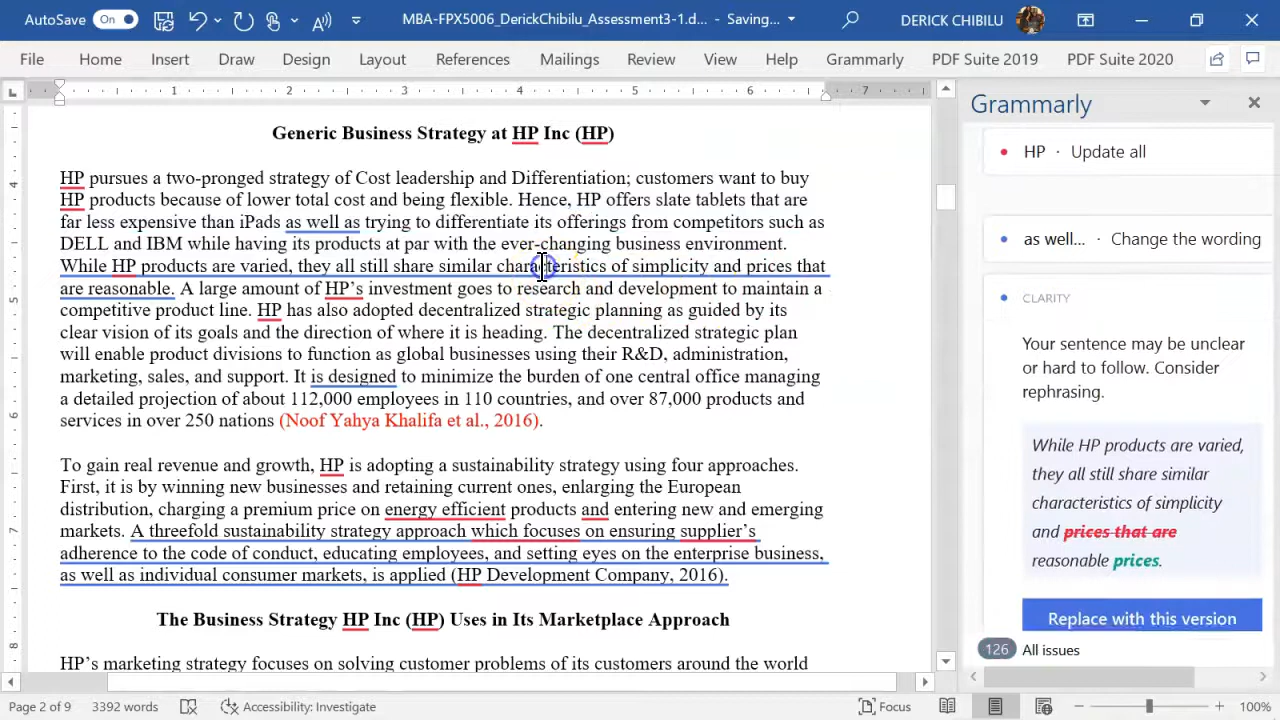 AutoSave On MBA-FPX5006_DerickChibilu_Assessment3-1.d... - Saving... DERICK CHIBILU
File Home Insert Draw Design Layout References Mailings Review View Help Grammarly PDF Suite 2019 PDF Suite 2020
1 2 3 4 5 6 7
Generic Business Strategy at HP Inc (HP)
HP pursues a two-pronged strategy of Cost leadership and Differentiation; customers want to buy
HP products because of lower total cost and being flexible. Hence, HP offers slate tablets that are
far less expensive than iPads as well as trying to differentiate its offerings from competitors such as
DELL and IBM while having its products at par with the ever-changing business environment.
While HP products are varied, they all still share similar characteristics of simplicity and prices that
are reasonable. A large amount of HP's investment goes to research and development to maintain a
competitive product line. HP has also adopted decentralized strategic planning as guided by its
clear vision of its goals and the direction of where it is heading. The decentralized strategic plan
will enable product divisions to function as global businesses using their R&D, administration,
marketing, sales, and support. It is designed to minimize the burden of one central office managing
a detailed projection of about 112,000 employees in 110 countries, and over 87,000 products and
services in over 250 nations (Noof Yahya Khalifa et al., 2016).
To gain real revenue and growth, HP is adopting a sustainability strategy using four approaches.
First, it is by winning new businesses and retaining current ones, enlarging the European
distribution, charging a premium price on energy efficient products and entering new and emerging
markets. A threefold sustainability strategy approach which focuses on ensuring supplier's
adherence to the code of conduct, educating employees, and setting eyes on the enterprise business,
as well as individual consumer markets, is applied (HP Development Company, 2016).
The Business Strategy HP Inc (HP) Uses in Its Marketplace Approach
HP's marketing strategy focuses on solving customer problems of its customers around the world
4
5
6
7
8
Grammarly
HP · Update all
as well... · Change the wording
CLARITY
Your sentence may be unclear
or hard to follow. Consider
rephrasing.
While HP products are varied,
they all still share similar
characteristics of simplicity
and prices that are
reasonable prices.
Replace with this version
126 All issues
Page 2 of 9 3392 words Accessibility: Investigate Focus 100%